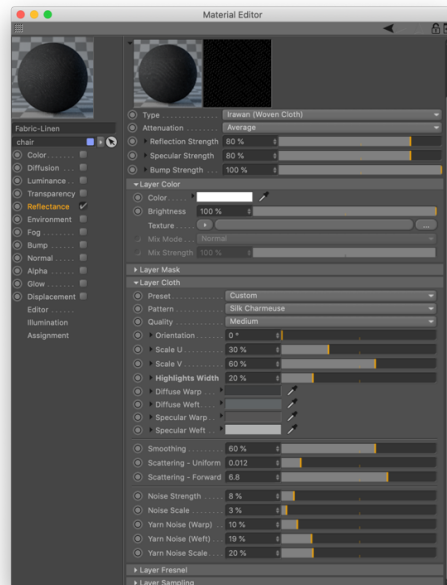 Material Editor
Fabric-Linen
chair
Color
Diffusion
Luminance
Transparency
Reflectance
Environment
Fog
Bump
Normal
Alpha
Glow
Displacement
Editor
Illumination
Assignment
Type Irawan (Woven Cloth)
Attenuation Average
Reflection Strength 80 %
Specular Strength 80 %
Bump Strength 100 %
Layer Color
Color
Brightness 100 %
Texture ...
Mix Mode Normal
Mix Strength 100 %
Layer Mask
Layer Cloth
Preset Custom
Pattern Silk Charmeuse
Quality Medium
Orientation 0 °
Scale U 30 %
Scale V 60 %
Highlights Width 20 %
Diffuse Warp
Diffuse Weft
Specular Warp
Specular Weft
Smoothing 60 %
Scattering - Uniform 0.012
Scattering - Forward 6.8
Noise Strength 8 %
Noise Scale 3 %
Yarn Noise (Warp) 10 %
Yarn Noise (Weft) 19 %
Yarn Noise Scale 20 %
Layer Fresnel
Layer Sampling